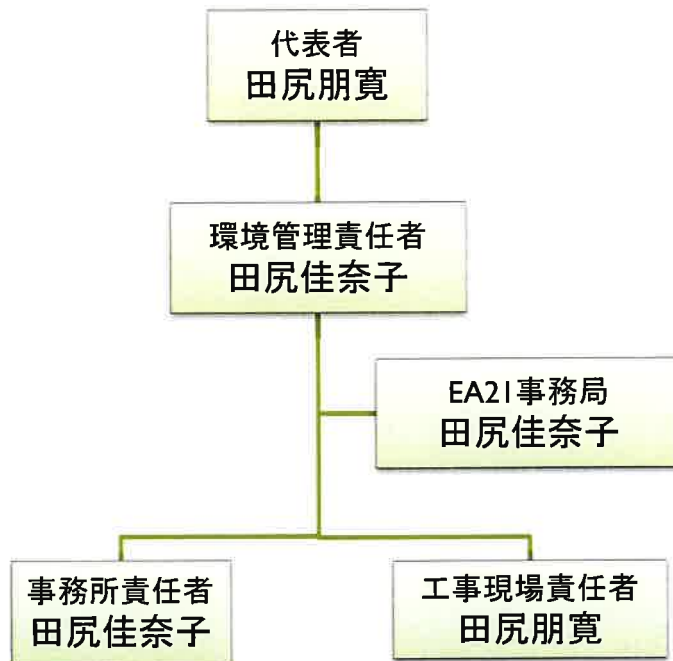 代表者
田尻朋寛
環境管理責任者
田尻佳奈子
EA21事務局
田尻佳奈子
事務所責任者
田尻佳奈子
工事現場責任者
田尻朋寛